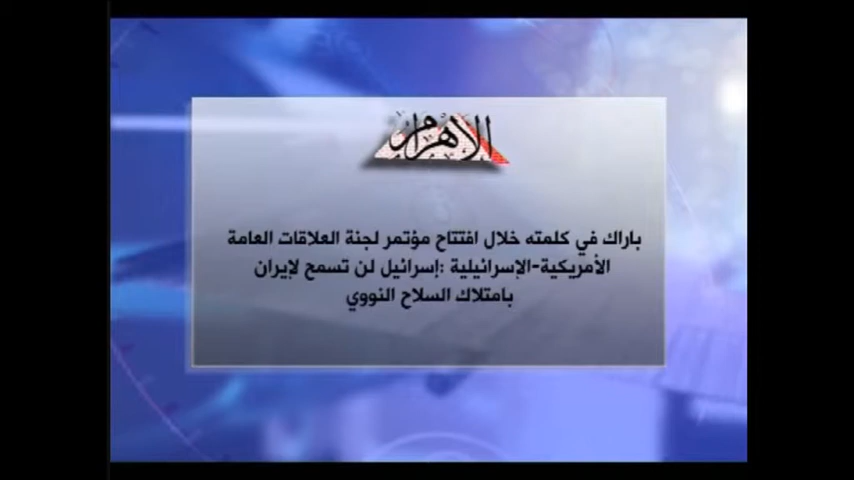 الأهرام
باراك في كلمته خلال افتتاح مؤتمر لجنة العلاقات العامة
الأمريكية-الإسرائيلية :إسرائيل لن تسمح لإيران
بامتلاك السلاح النووي